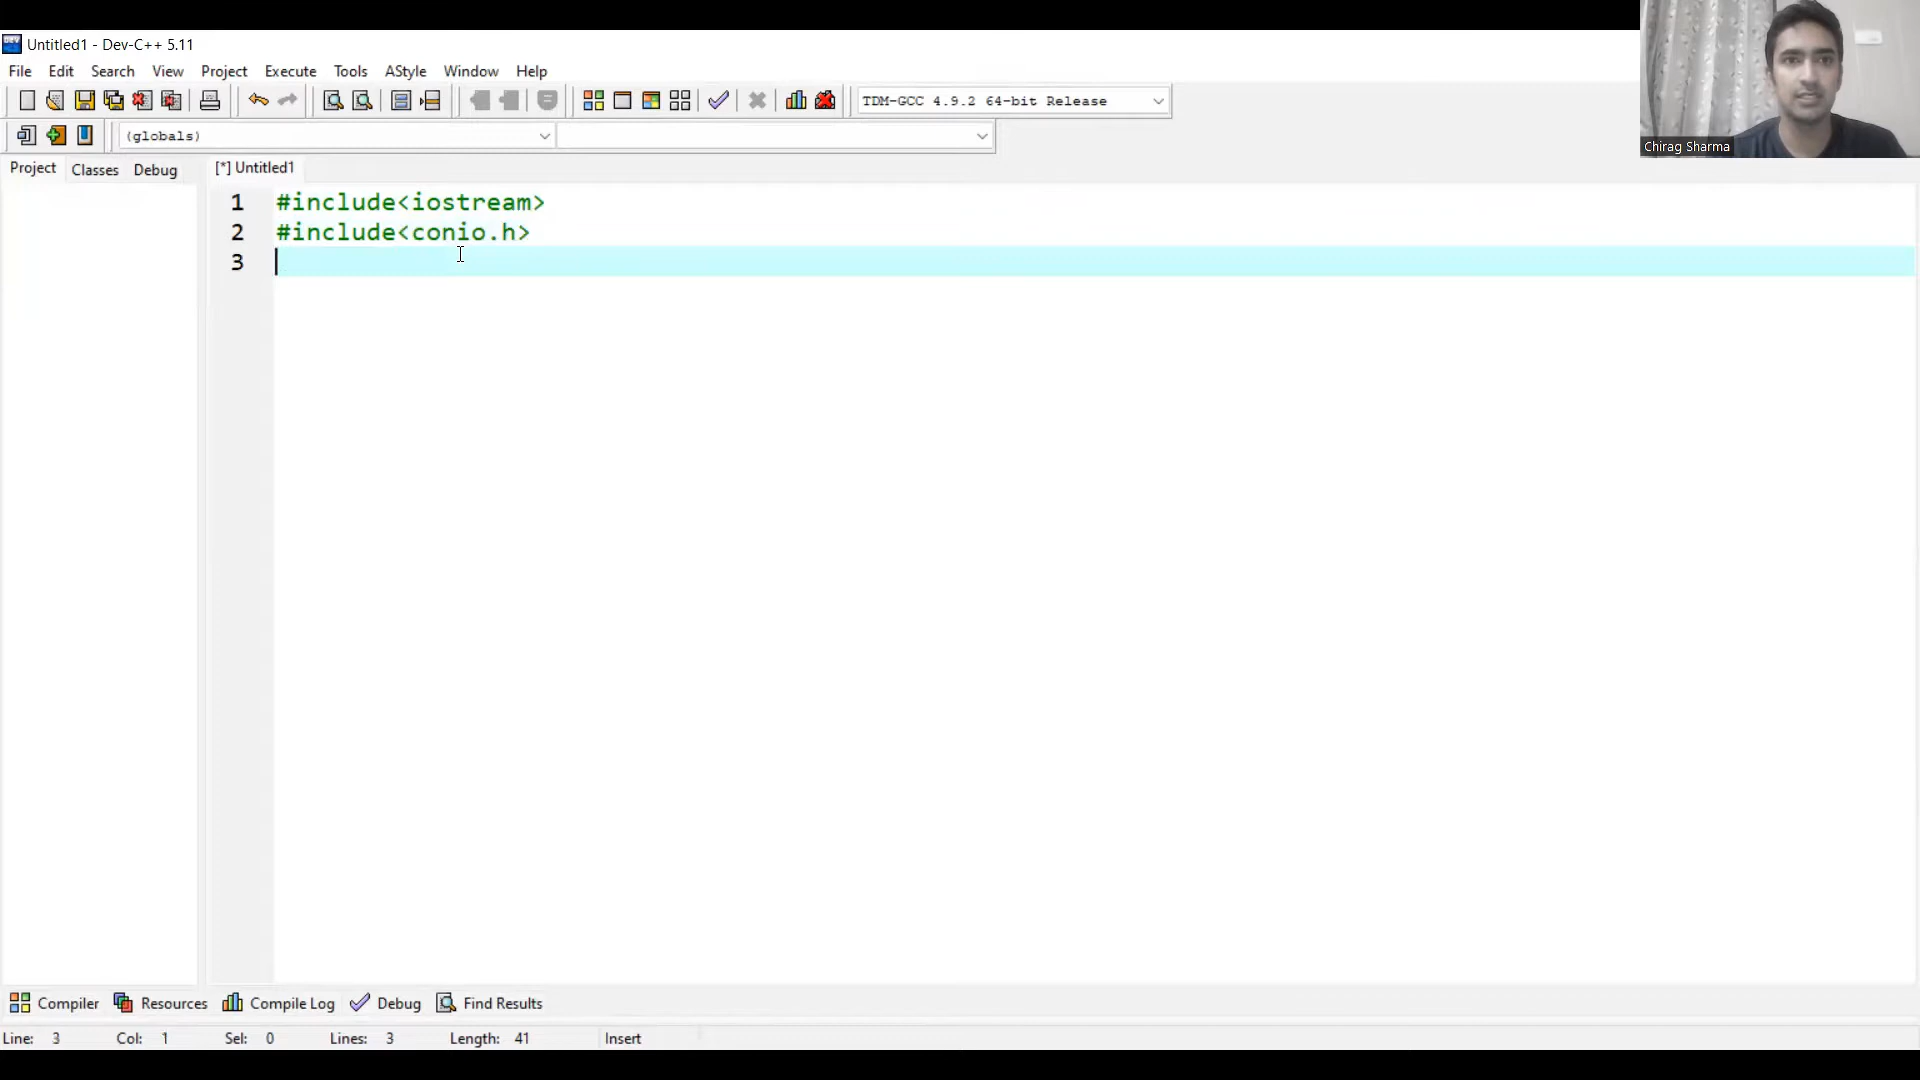 Untitled1 - Dev-C++ 5.11
File Edit Search View Project Execute Tools AStyle Window Help
TDM-GCC 4.9.2 64-bit Release
(globals)
Project Classes Debug [*] Untitled1
1 #include<iostream>
2 #include<conio.h>
3
Chirag Sharma
Compiler Resources Compile Log Debug Find Results
Line: 3 Col: 1 Sel: 0 Lines: 3 Length: 41 Insert